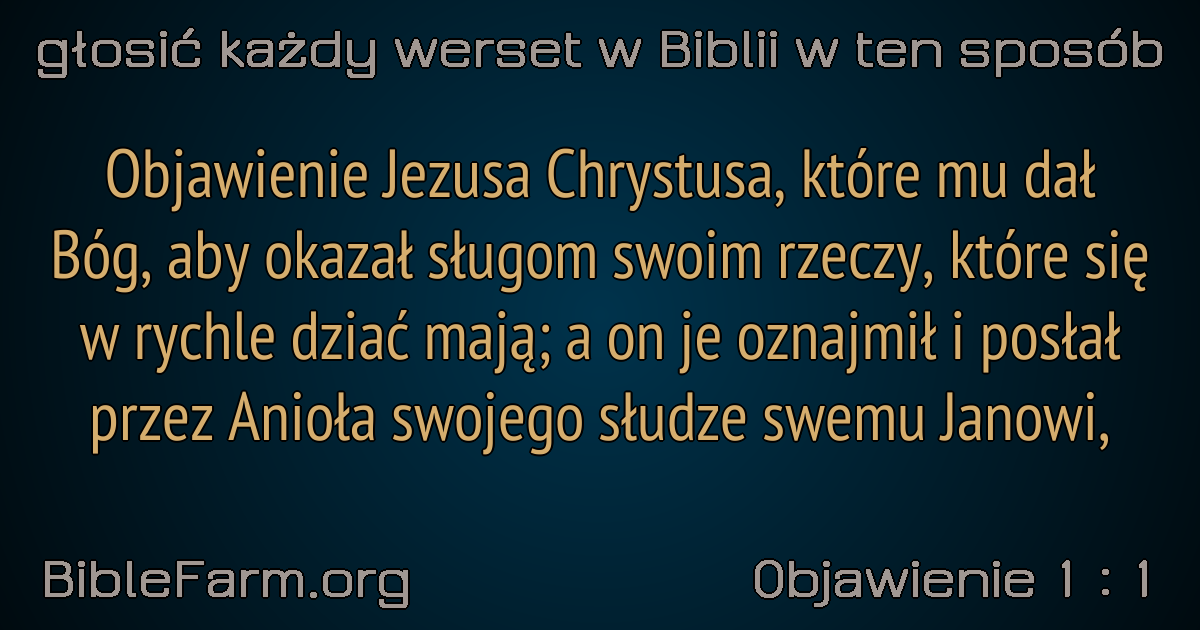 głosić każdy werset w Biblii w ten sposób
Objawienie Jezusa Chrystusa, które mu dał
Bóg, aby okazał sługom swoim rzeczy, które się
w rychle dziać mają; a on je oznajmił i posłał
przez Anioła swojego słudze swemu Janowi,
BibleFarm.org
Objawienie 1 : 1